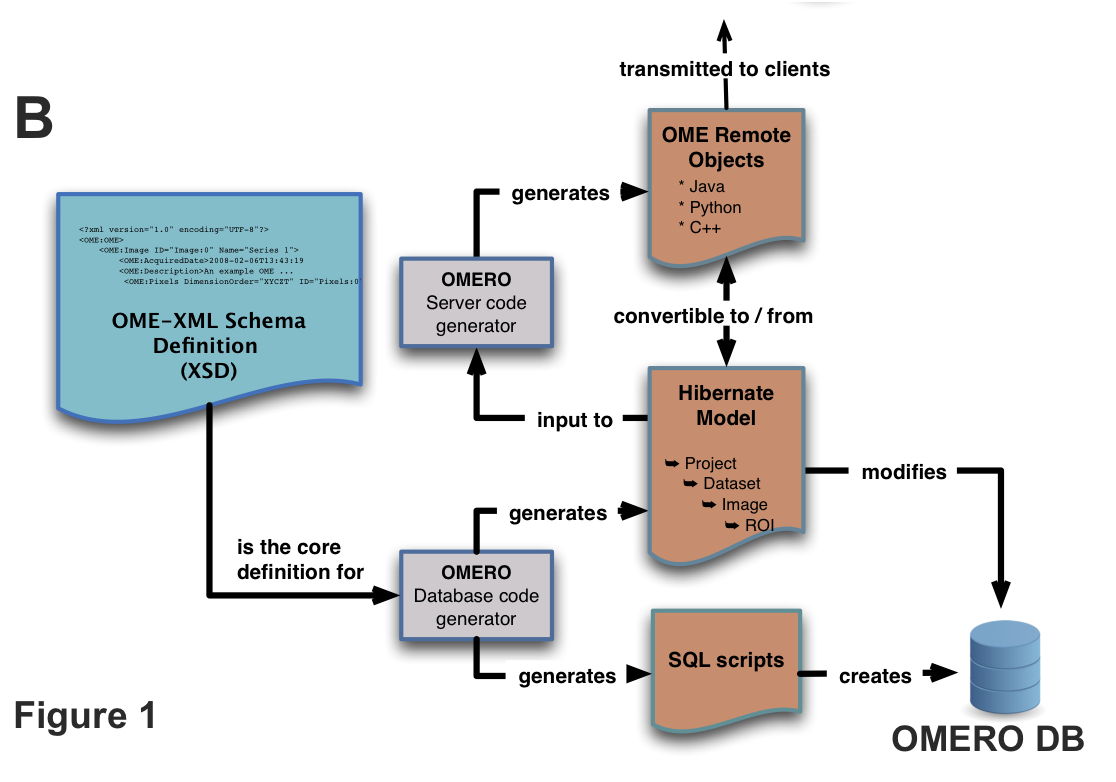 B
transmitted to clients
OME Remote
Objects
* Java
* Python
* C++
generates
<?xml version="1.0" encoding="UTF-8"?>
<OME:OME>
<OME:Image ID="Image:0" Name="Series 1">
<OME:AcquiredDate>2008-02-06T13:43:19
<OME:Description>An example OME ...
<OME:Pixels DimensionOrder="XYCZT" ID="Pixels:0
OME-XML Schema
Definition
(XSD)
OMERO
Server code
generator
convertible to / from
input to
Hibernate
Model
➥ Project
➥ Dataset
➥ Image
➥ ROI
modifies
generates
is the core
definition for
OMERO
Database code
generator
generates
SQL scripts
creates
OMERO DB
Figure 1